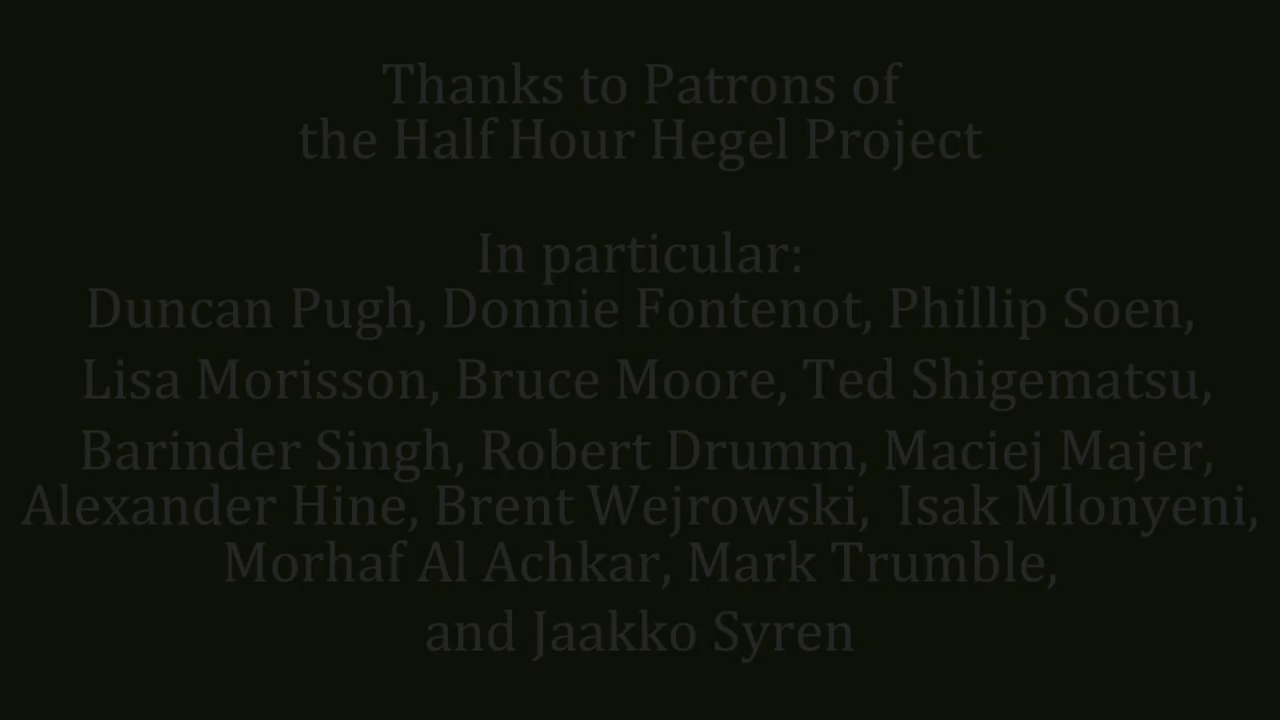 Thanks to Patrons of
the Half Hour Hegel Project
In particular:
Duncan Pugh, Donnie Fontenot, Phillip Soen,
Lisa Morisson, Bruce Moore, Ted Shigematsu,
Barinder Singh, Robert Drumm, Maciej Majer,
Alexander Hine, Brent Wejrowski, Isak Mlonyeni,
Morhaf Al Achkar, Mark Trumble,
and Jaakko Syren